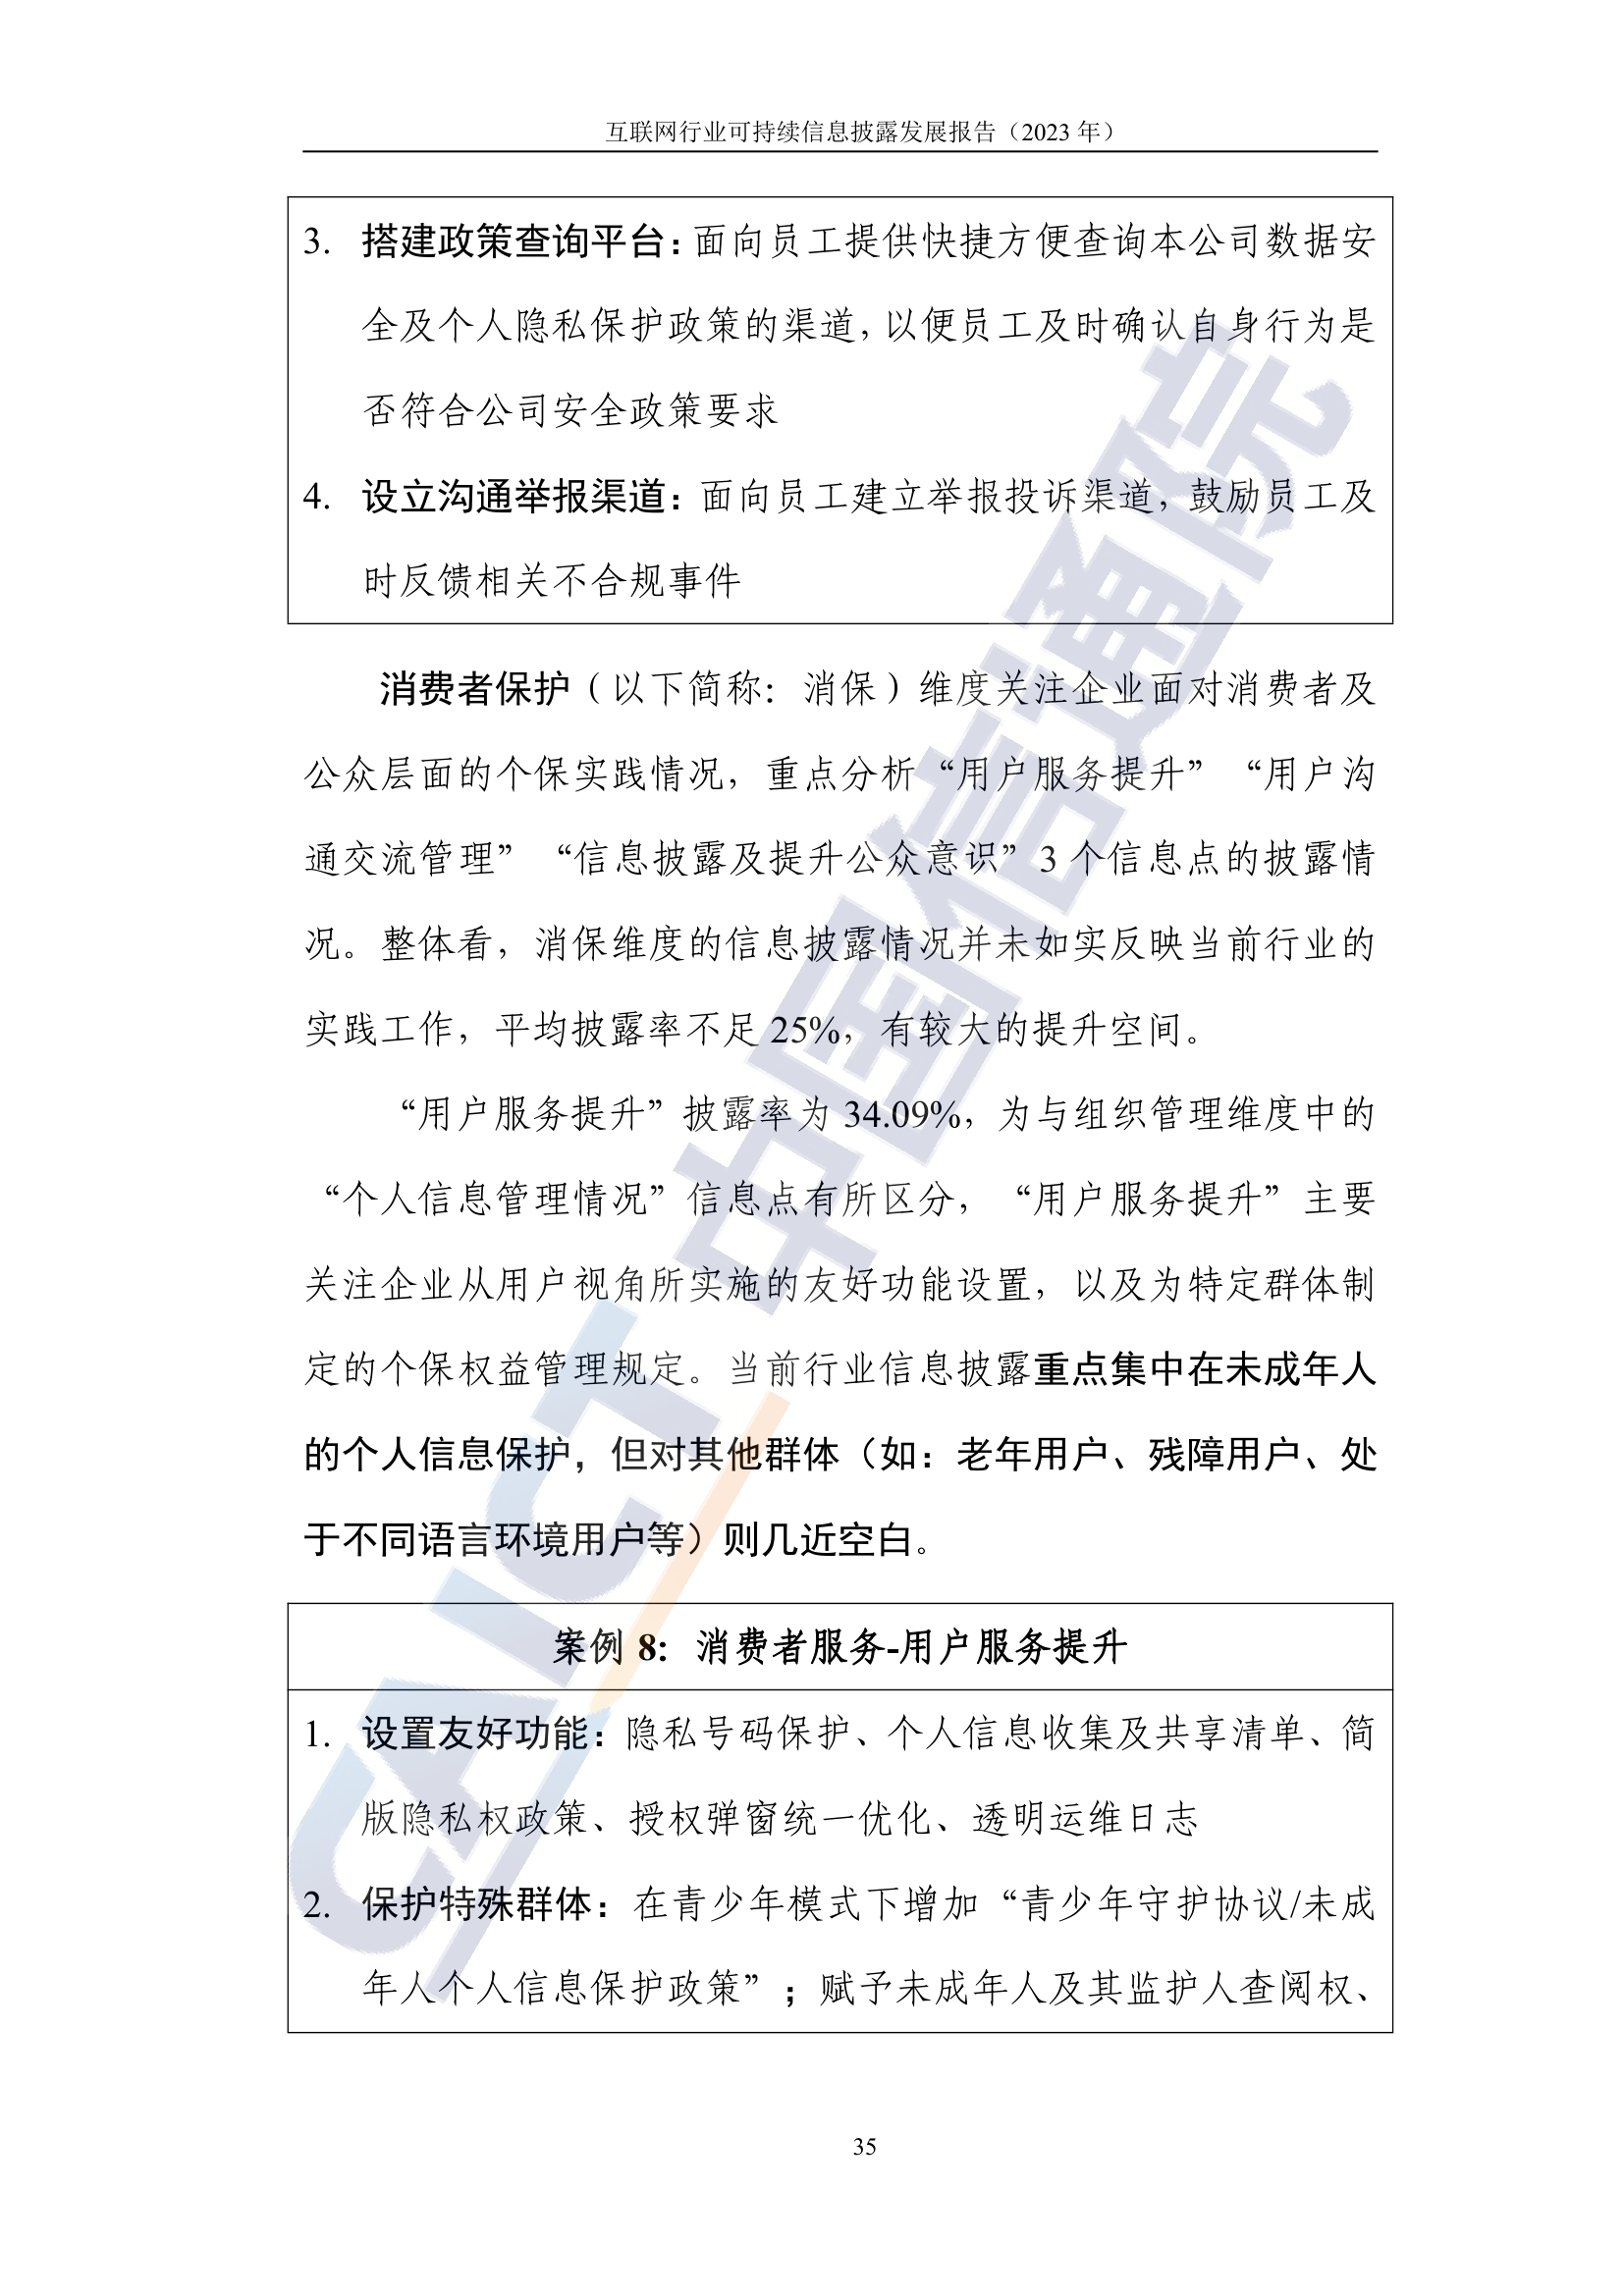 互联网行业可持续信息披露发展报告（2023 年）
3. 搭建政策查询平台：面向员工提供快捷方便查询本公司数据安
全及个人隐私保护政策的渠道，以便员工及时确认自身行为是
否符合公司安全政策要求
4. 设立沟通举报渠道：面向员工建立举报投诉渠道，鼓励员工及
时反馈相关不合规事件
消费者保护（以下简称：消保）维度关注企业面对消费者及
公众层面的个保实践情况，重点分析“用户服务提升”“用户沟
通交流管理”“信息披露及提升公众意识”3 个信息点的披露情
况。整体看，消保维度的信息披露情况并未如实反映当前行业的
实践工作，平均披露率不足 25%，有较大的提升空间。
“用户服务提升”披露率为 34.09%，为与组织管理维度中的
“个人信息管理情况”信息点有所区分，“用户服务提升”主要
关注企业从用户视角所实施的友好功能设置，以及为特定群体制
定的个保权益管理规定。当前行业信息披露重点集中在未成年人
的个人信息保护，但对其他群体（如：老年用户、残障用户、处
于不同语言环境用户等）则几近空白。
案例 8：消费者服务-用户服务提升
1. 设置友好功能：隐私号码保护、个人信息收集及共享清单、简
版隐私权政策、授权弹窗统一优化、透明运维日志
2. 保护特殊群体：在青少年模式下增加“青少年守护协议/未成
年人个人信息保护政策”；赋予未成年人及其监护人查阅权、
35
CAICT 中国信通院